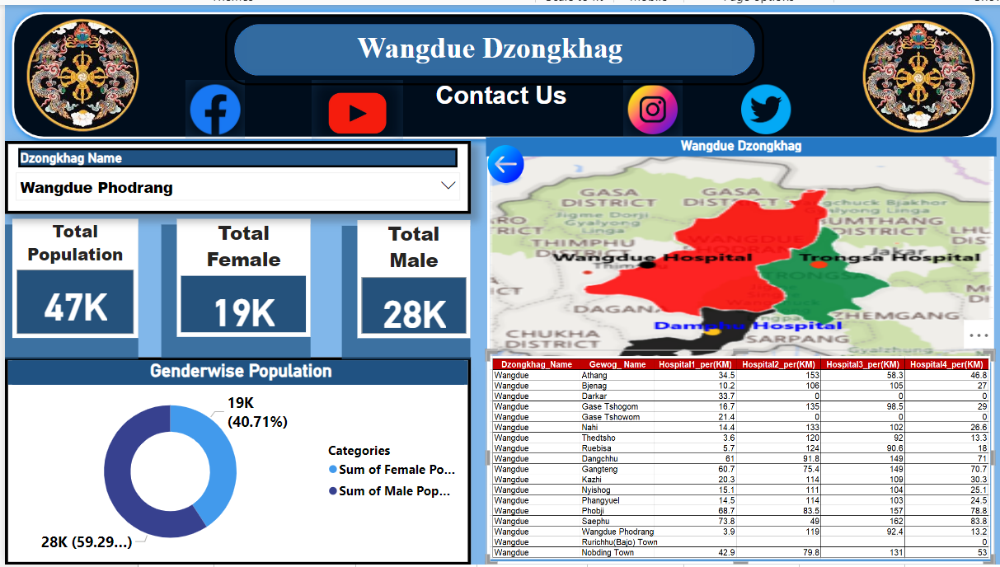 Wangdue Dzongkhag
Contact Us
Dzongkhag Name
Wangdue Phodrang
Total
Population
47K
Total
Female
19K
Total
Male
28K
Genderwise Population
19K
(40.71%)
28K (59.29...)
Categories
Sum of Female Po...
Sum of Male Pop...
Wangdue Dzongkhag
GASA
DISTRICT
GASA
DISTRICT
Jigme Dorji
Gyalyong
Linga
THIMPHU
Wangdue Hospital
Jakar
Trongsa Hospital
TRONGSA
DAGANA
ZHEMGANG
Damphu Hospital
CHUKHA
DISTRICT
SARPANG
Dzongkhag_Name Gewog_ Name Hospital1_per(KM) Hospital2_per(KM) Hospital3_per(KM) Hospital4_per(KM)
Wangdue Athang 34.5 153 58.3 46.8
Wangdue Bjenag 10.2 106 105 27
Wangdue Darkar 33.7 0 0 0
Wangdue Gase Tshogom 16.7 135 98.5 29
Wangdue Gase Tshowom 21.4 0 0 0
Wangdue Nahi 14.4 133 102 26.6
Wangdue Thedtsho 3.6 120 92 13.3
Wangdue Ruebisa 5.7 124 90.6 18
Wangdue Dangchhu 61 91.8 149 71
Wangdue Gangteng 60.7 75.4 149 70.7
Wangdue Kazhi 20.3 114 109 30.3
Wangdue Nyishog 15.1 111 104 25.1
Wangdue Phangyuel 14.5 114 103 24.5
Wangdue Phobji 68.7 83.5 157 78.8
Wangdue Saephu 73.8 49 162 83.8
Wangdue Wangdue Phodrang 3.9 119 92.4 13.2
Wangdue Rurichhu(Bajo) Town 0
Wangdue Nobding Town 42.9 79.8 131 53